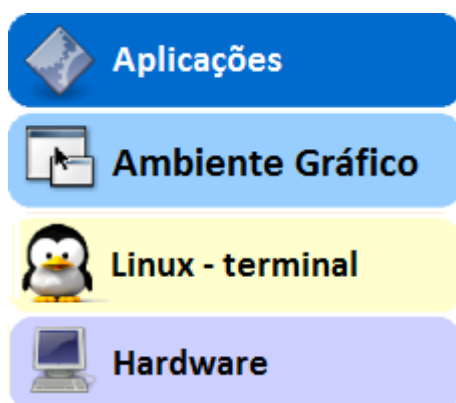 Aplicações
Ambiente Gráfico
Linux - terminal
Hardware